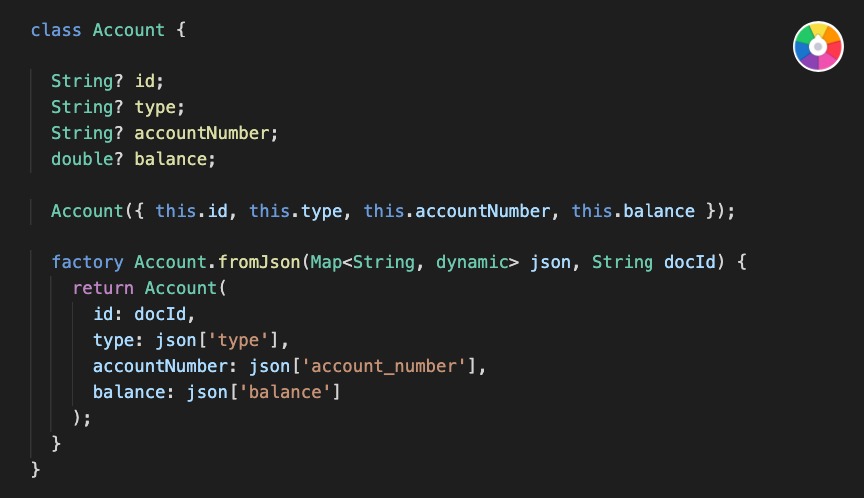 class Account {
String? id;
String? type;
String? accountNumber;
double? balance;
Account({ this.id, this.type, this.accountNumber, this.balance });
factory Account.fromJson(Map<String, dynamic> json, String docId) {
return Account(
id: docId,
type: json['type'],
accountNumber: json['account_number'],
balance: json['balance']
);
}
}